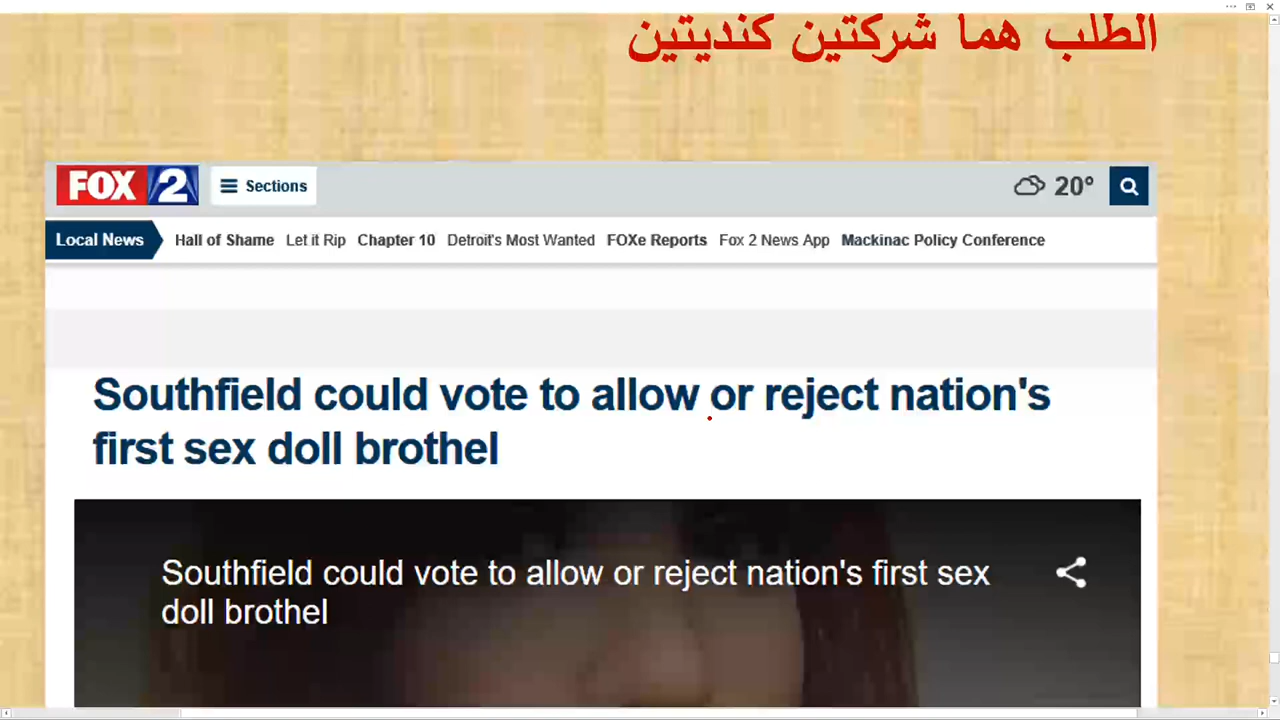 الطلب هما شركتين كنديتين
FOX 2
Sections
20°
Local News
Hall of Shame Let it Rip Chapter 10 Detroit's Most Wanted FOXe Reports Fox 2 News App Mackinac Policy Conference
Southfield could vote to allow or reject nation's
first sex doll brothel
Southfield could vote to allow or reject nation's first sex
doll brothel